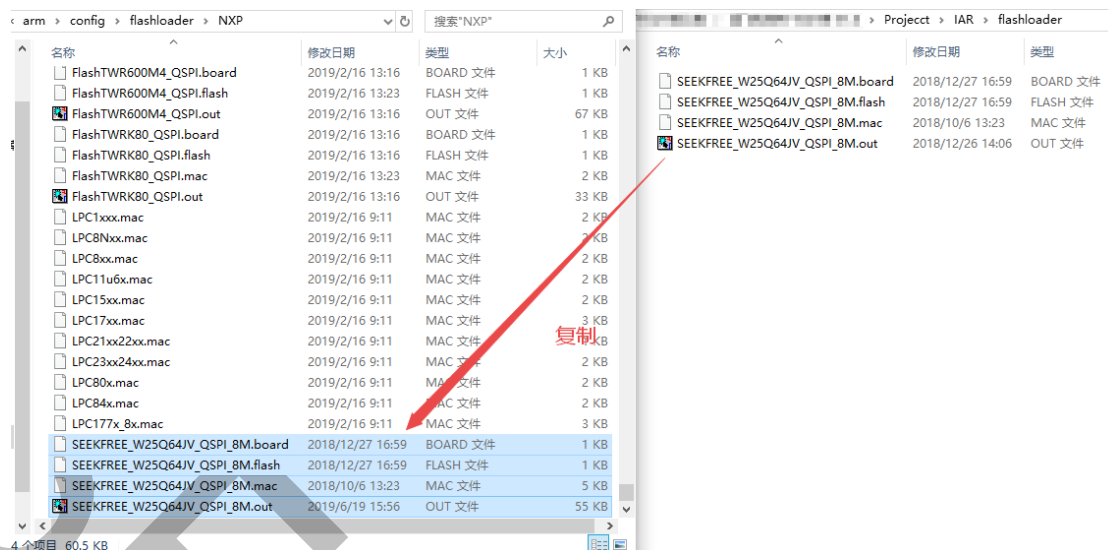 arm > config > flashloader > NXP
搜索"NXP"
名称 修改日期 类型 大小
FlashTWR600M4_QSPI.board 2019/2/16 13:16 BOARD 文件 1 KB
FlashTWR600M4_QSPI.flash 2019/2/16 13:23 FLASH 文件 1 KB
FlashTWR600M4_QSPI.out 2019/2/16 13:16 OUT 文件 67 KB
FlashTWRK80_QSPI.board 2019/2/16 13:16 BOARD 文件 1 KB
FlashTWRK80_QSPI.flash 2019/2/16 13:16 FLASH 文件 1 KB
FlashTWRK80_QSPI.mac 2019/2/16 13:23 MAC 文件 2 KB
FlashTWRK80_QSPI.out 2019/2/16 13:16 OUT 文件 33 KB
LPC1xxx.mac 2019/2/16 9:11 MAC 文件 2 KB
LPC8Nxx.mac 2019/2/16 9:11 MAC 文件 2 KB
LPC8xx.mac 2019/2/16 9:11 MAC 文件 2 KB
LPC11u6x.mac 2019/2/16 9:11 MAC 文件 2 KB
LPC15xx.mac 2019/2/16 9:11 MAC 文件 2 KB
LPC17xx.mac 2019/2/16 9:11 MAC 文件 3 KB
LPC21xx22xx.mac 2019/2/16 9:11 MAC 文件 KB
LPC23xx24xx.mac 2019/2/16 9:11 MAC 文件 2 KB
LPC80x.mac 2019/2/16 9:11 MAC 文件 2 KB
LPC84x.mac 2019/2/16 9:11 MAC 文件 2 KB
LPC177x_8x.mac 2019/2/16 9:11 MAC 文件 3 KB
SEEKFREE_W25Q64JV_QSPI_8M.board 2018/12/27 16:59 BOARD 文件 1 KB
SEEKFREE_W25Q64JV_QSPI_8M.flash 2018/12/27 16:59 FLASH 文件 1 KB
SEEKFREE_W25Q64JV_QSPI_8M.mac 2018/10/6 13:23 MAC 文件 5 KB
SEEKFREE_W25Q64JV_QSPI_8M.out 2019/6/19 15:56 OUT 文件 55 KB
4 个项目 60.5 KB
复制
> Projecct > IAR > flashloader
名称 修改日期 类型
SEEKFREE_W25Q64JV_QSPI_8M.board 2018/12/27 16:59 BOARD 文件
SEEKFREE_W25Q64JV_QSPI_8M.flash 2018/12/27 16:59 FLASH 文件
SEEKFREE_W25Q64JV_QSPI_8M.mac 2018/10/6 13:23 MAC 文件
SEEKFREE_W25Q64JV_QSPI_8M.out 2018/12/26 14:06 OUT 文件